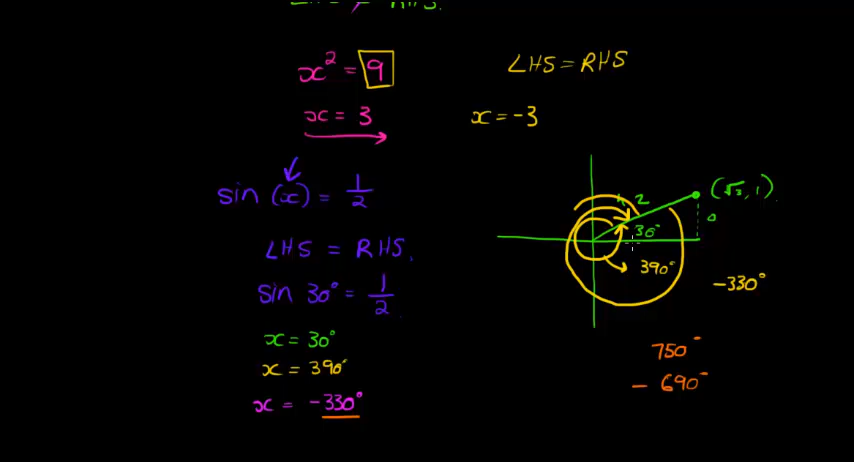 x² = 9
LHS = RHS
x = 3
x = -3
sin (x) = 1/2
(√3, 1)
2
30°
LHS = RHS.
390°
-330°
sin 30° = 1/2
x = 30°
x = 390°
750°
x = -330°
- 690°